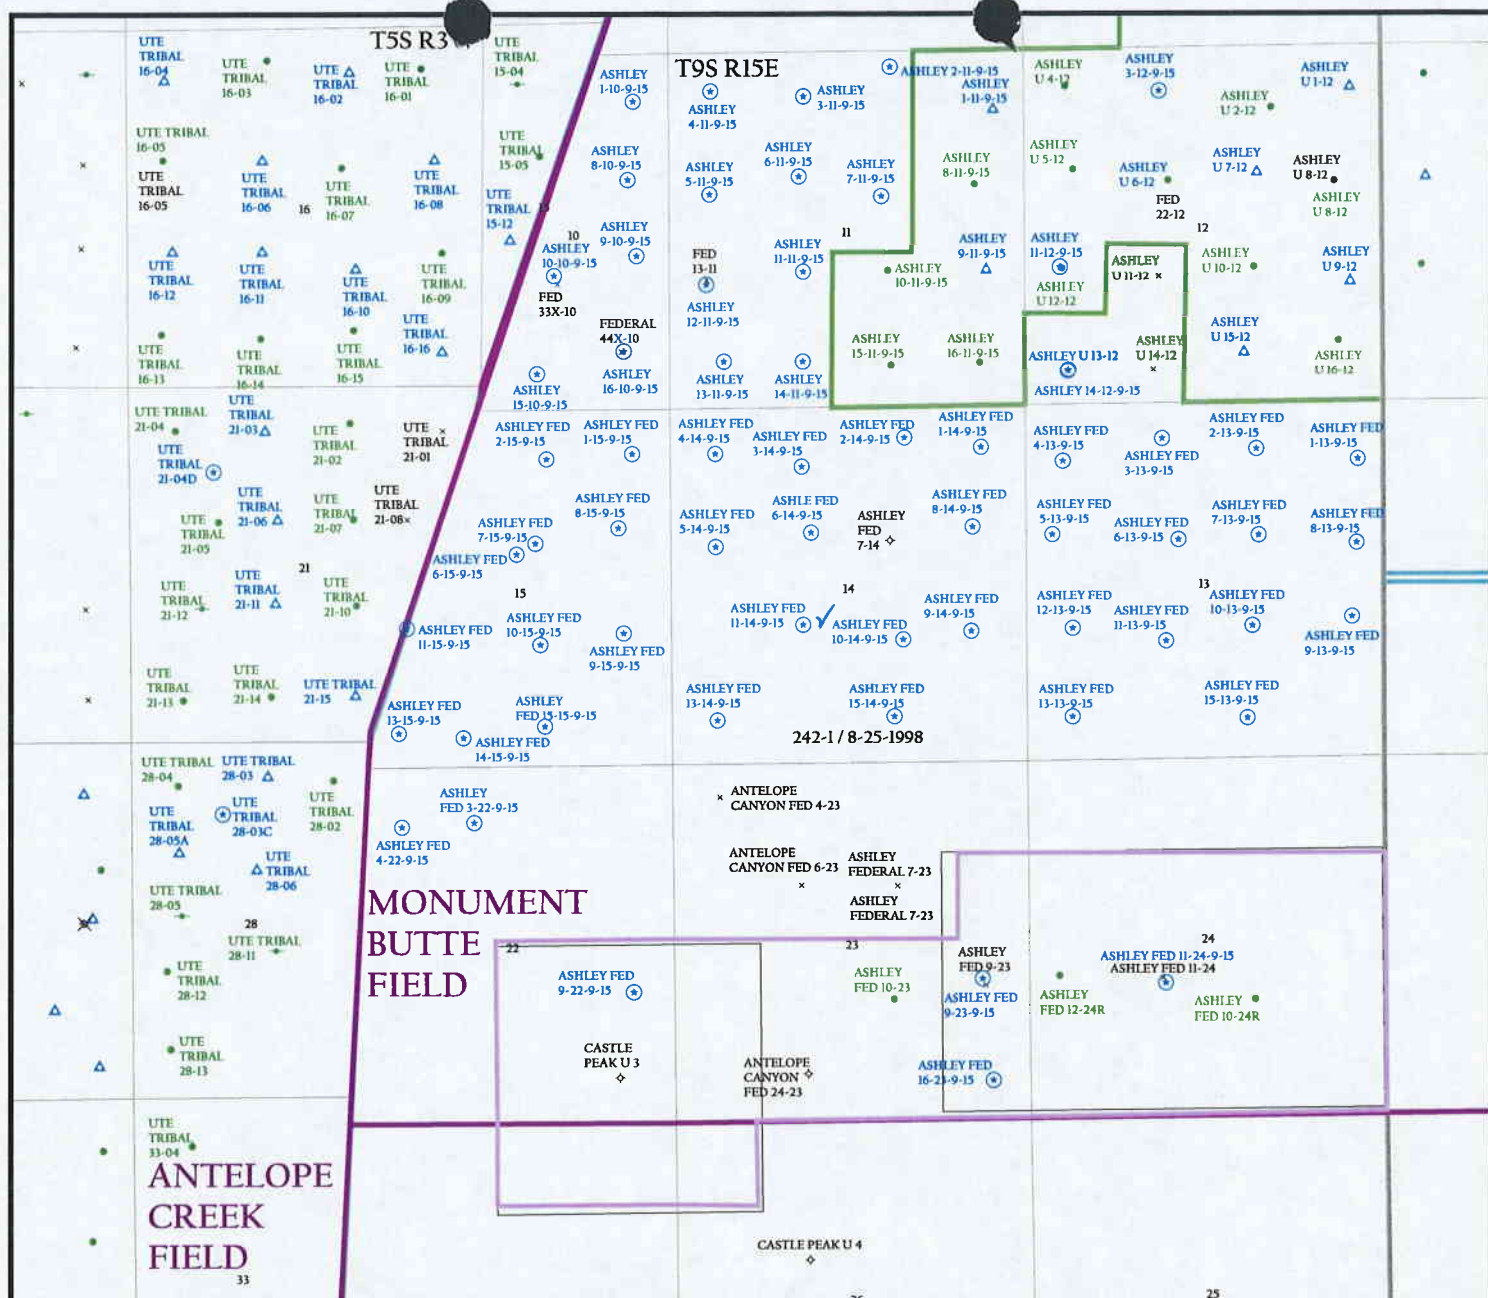 T5S R3
T9S R15E
UTE
TRIBAL
16-04
UTE
TRIBAL
16-03
UTE
TRIBAL
16-02
UTE
TRIBAL
16-01
UTE
TRIBAL
15-04
ASHLEY
1-10-9-15
ASHLEY
4-11-9-15
ASHLEY
3-11-9-15
ASHLEY 2-11-9-15
ASHLEY
1-11-9-15
ASHLEY
U 4-12
ASHLEY
3-12-9-15
ASHLEY
U 2-12
ASHLEY
U 1-12
UTE TRIBAL
16-05
UTE
TRIBAL
16-05
UTE
TRIBAL
16-06
16
UTE
TRIBAL
16-07
UTE
TRIBAL
16-08
UTE
TRIBAL
15-05
UTE
TRIBAL
15-12
ASHLEY
8-10-9-15
ASHLEY
5-11-9-15
ASHLEY
6-11-9-15
ASHLEY
7-11-9-15
ASHLEY
8-11-9-15
ASHLEY
U 5-12
ASHLEY
U 6-12
FED
22-12
ASHLEY
U 7-12
ASHLEY
U 8-12
ASHLEY
U 8-12
UTE
TRIBAL
16-12
UTE
TRIBAL
16-11
UTE
TRIBAL
16-10
UTE
TRIBAL
16-09
10
ASHLEY
10-10-9-15
ASHLEY
9-10-9-15
FED
33X-10
FED
13-11
ASHLEY
12-11-9-15
ASHLEY
11-11-9-15
11
ASHLEY
10-11-9-15
ASHLEY
9-11-9-15
ASHLEY
11-12-9-15
ASHLEY
U 12-12
ASHLEY
U 11-12
12
ASHLEY
U 10-12
ASHLEY
U 9-12
UTE
TRIBAL
16-13
UTE
TRIBAL
16-14
UTE
TRIBAL
16-15
UTE
TRIBAL
16-16
FEDERAL
44X-10
ASHLEY
15-10-9-15
ASHLEY
16-10-9-15
ASHLEY
13-11-9-15
ASHLEY
14-11-9-15
ASHLEY
15-11-9-15
ASHLEY
16-11-9-15
ASHLEY U 13-12
ASHLEY 14-12-9-15
ASHLEY
U 14-12
ASHLEY
U 15-12
ASHLEY
U 16-12
UTE TRIBAL
21-04
UTE
TRIBAL
21-03
UTE
TRIBAL
21-02
UTE
TRIBAL
21-01
ASHLEY FED
2-15-9-15
ASHLEY FED
1-15-9-15
ASHLEY FED
4-14-9-15
ASHLEY FED
3-14-9-15
ASHLEY FED
2-14-9-15
ASHLEY FED
1-14-9-15
ASHLEY FED
4-13-9-15
ASHLEY FED
3-13-9-15
ASHLEY FED
2-13-9-15
ASHLEY FED
1-13-9-15
UTE
TRIBAL
21-04D
UTE
TRIBAL
21-05
UTE
TRIBAL
21-06
UTE
TRIBAL
21-07
UTE
TRIBAL
21-08
ASHLEY FED
7-15-9-15
ASHLEY FED
6-15-9-15
ASHLEY FED
8-15-9-15
ASHLEY FED
5-14-9-15
ASHLE FED
6-14-9-15
ASHLEY
FED
7-14
ASHLEY FED
8-14-9-15
ASHLEY FED
5-13-9-15
ASHLEY FED
6-13-9-15
ASHLEY FED
7-13-9-15
ASHLEY FED
8-13-9-15
UTE
TRIBAL
21-12
UTE
TRIBAL
21-11
21
UTE
TRIBAL
21-10
15
ASHLEY FED
11-15-9-15
ASHLEY FED
10-15-9-15
ASHLEY FED
9-15-9-15
ASHLEY FED
11-14-9-15
14
ASHLEY FED
10-14-9-15
ASHLEY FED
9-14-9-15
ASHLEY FED
12-13-9-15
ASHLEY FED
11-13-9-15
13
ASHLEY FED
10-13-9-15
ASHLEY FED
9-13-9-15
UTE
TRIBAL
21-13
UTE
TRIBAL
21-14
UTE TRIBAL
21-15
ASHLEY FED
13-15-9-15
ASHLEY FED
14-15-9-15
ASHLEY
FED 15-15-9-15
ASHLEY FED
13-14-9-15
ASHLEY FED
15-14-9-15
ASHLEY FED
13-13-9-15
ASHLEY FED
15-13-9-15
242-1 / 8-25-1998
UTE TRIBAL
28-04
UTE TRIBAL
28-03
UTE
TRIBAL
28-05A
UTE
TRIBAL
28-03C
UTE
TRIBAL
28-02
UTE
TRIBAL
28-06
ASHLEY
FED 3-22-9-15
ASHLEY FED
4-22-9-15
ANTELOPE
CANYON FED 4-23
ANTELOPE
CANYON FED 6-23
ASHLEY
FEDERAL 7-23
ASHLEY
FEDERAL 7-23
UTE TRIBAL
28-05
28
UTE TRIBAL
28-11
UTE
TRIBAL
28-12
UTE
TRIBAL
28-13
MONUMENT
BUTTE
FIELD
22
ASHLEY FED
9-22-9-15
CASTLE
PEAK U 3
23
ASHLEY
FED 10-23
ASHLEY
FED 9-23
ASHLEY FED
9-23-9-15
ANTELOPE
CANYON
FED 24-23
ASHLEY FED
16-23-9-15
24
ASHLEY FED 11-24-9-15
ASHLEY FED 11-24
ASHLEY
FED 12-24R
ASHLEY
FED 10-24R
UTE
TRIBAL
33-04
ANTELOPE
CREEK
FIELD
33
CASTLE PEAK U 4
25